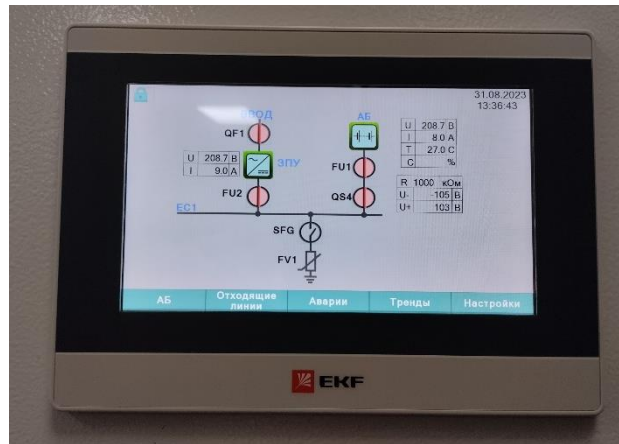 31.08.2023
13:36:43
ВВОД
QF1
U 208.7 В
I 9.0 А
ЗПУ
FU2
EC1
АБ
FU1
QS4
U 208.7 В
I 8.0 А
T 27.0 С
C %
R 1000 кОм
U- -105 В
U+ 103 В
SFG
FV1
АБ
Отходящие
линии
Аварии
Тренды
Настройки
EKF